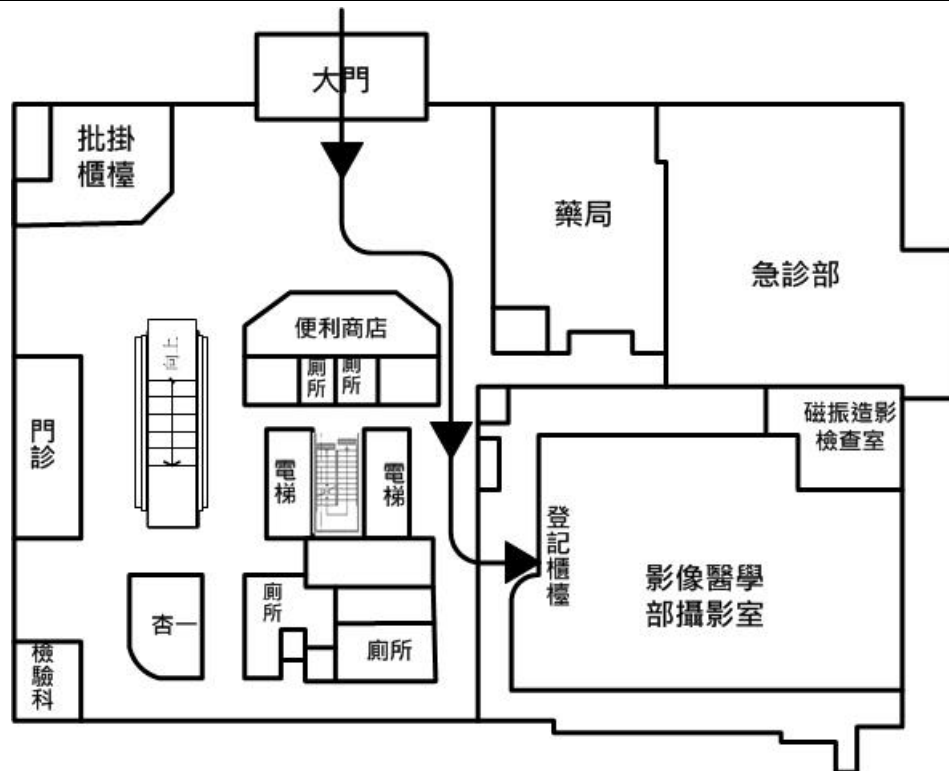 大門
批掛
櫃檯
藥局
急診部
便利商店
向上
廁所
廁所
門診
磁振造影
檢查室
電梯
電梯
登記櫃檯
影像醫學
部攝影室
廁所
杏一
廁所
檢驗科